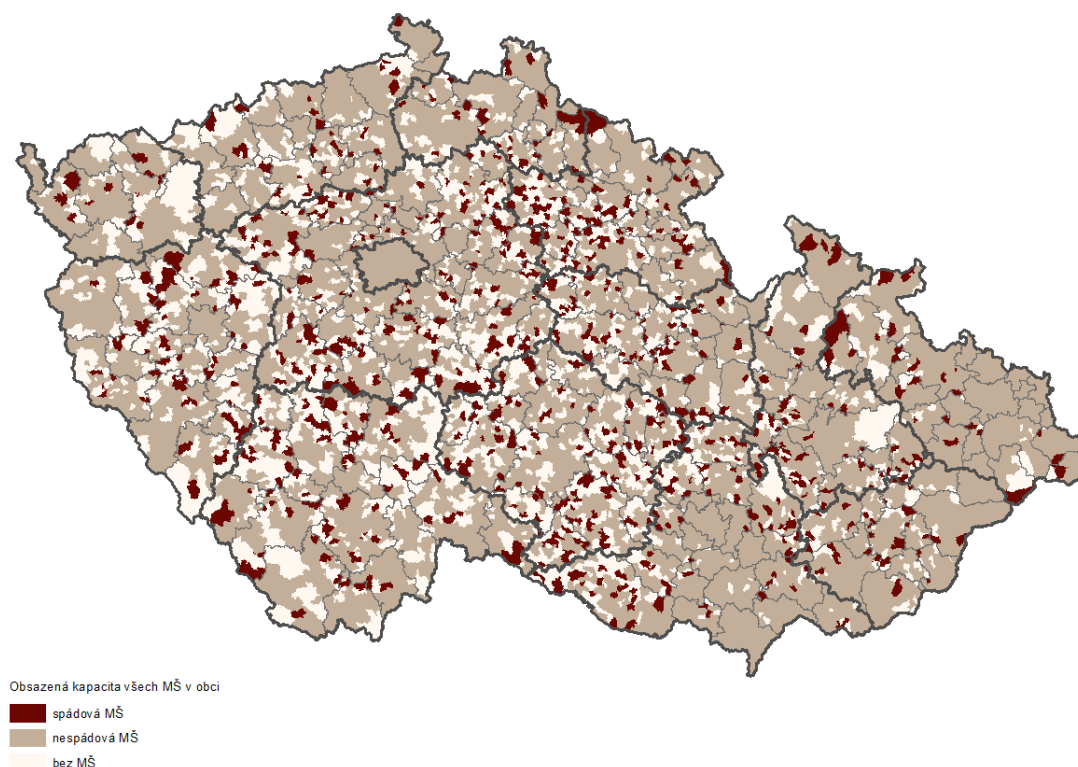 Obsazená kapacita všech MŠ v obci
spádová MŠ
nespádová MŠ
bez MŠ